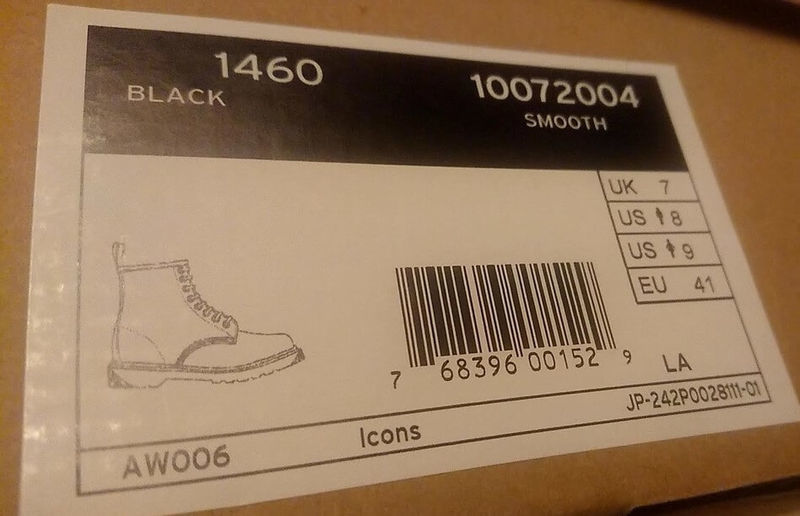 1460
BLACK
10072004
SMOOTH
UK 7
US 8
US 9
EU 41
7 68396 00152 9
LA
JP-242P0028111-01
Icons
AW006